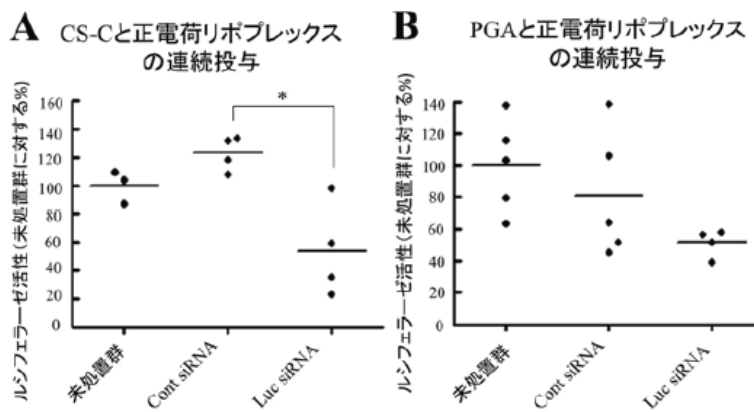 A
CS-Cと正電荷リポプレックス
の連続投与
ルシフェラーゼ活性(未処置群に対する%)
160
140
120
100
80
60
40
20
0
*
未処置群
Cont siRNA
Luc siRNA
B
PGAと正電荷リポプレックス
の連続投与
ルシフェラーゼ活性(未処置群に対する%)
140
120
100
80
60
40
20
0
未処置群
Cont siRNA
Luc siRNA